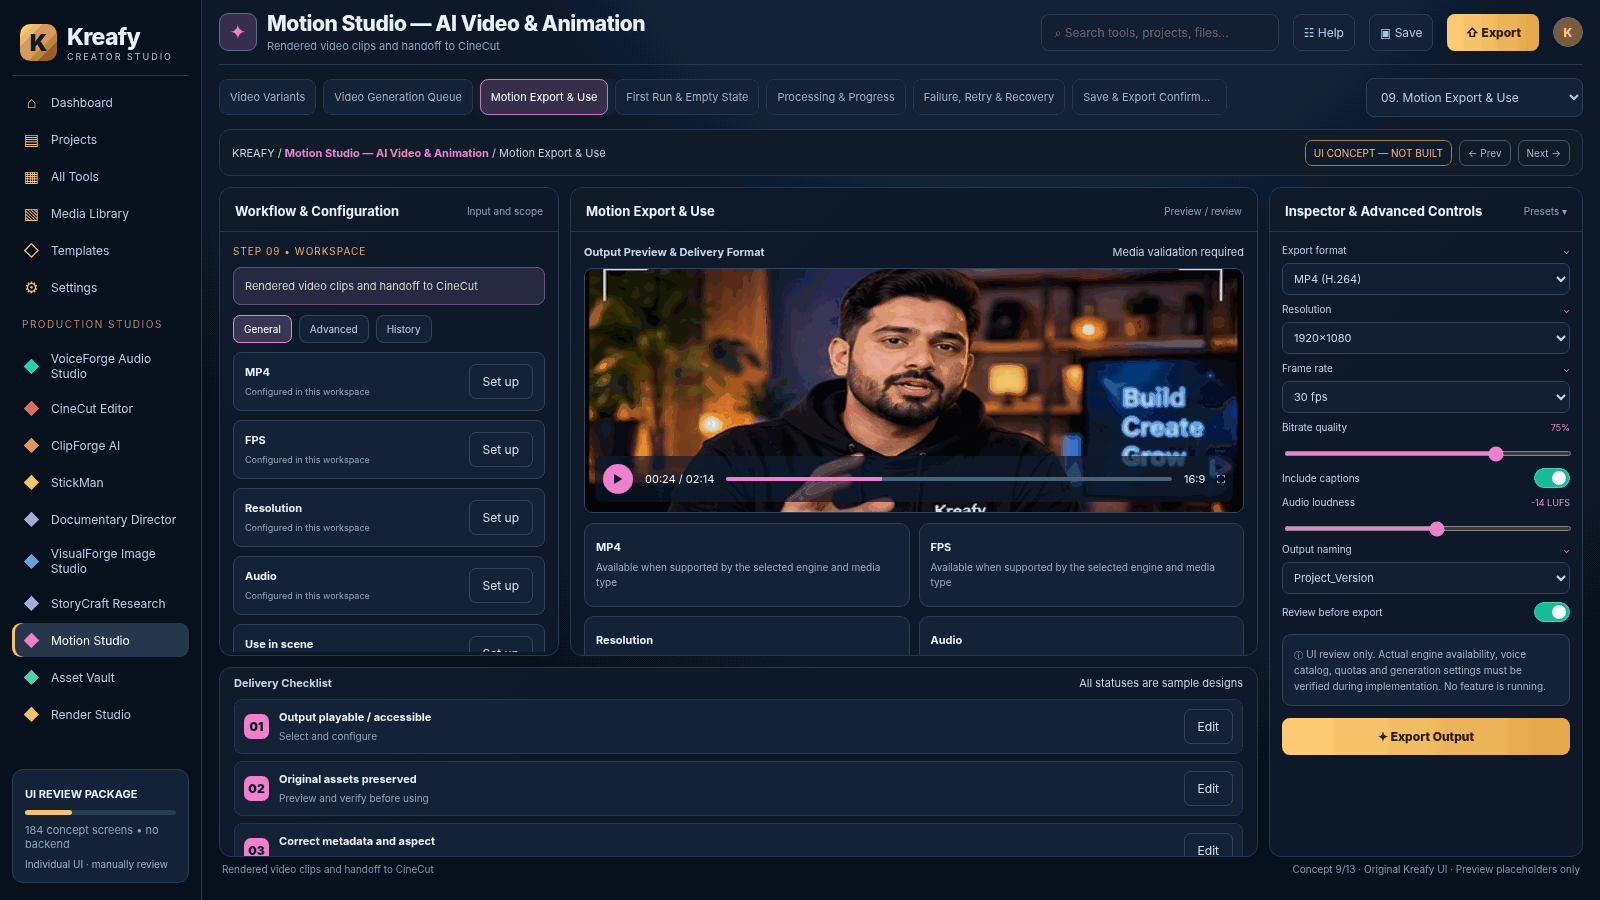 K
Kreafy
CREATOR STUDIO
Dashboard
Projects
All Tools
Media Library
Templates
Settings
PRODUCTION STUDIOS
VoiceForge Audio
Studio
CineCut Editor
ClipForge AI
StickMan
Documentary Director
VisualForge Image
Studio
StoryCraft Research
Motion Studio
Asset Vault
Render Studio
UI REVIEW PACKAGE
184 concept screens • no
backend
Individual UI · manually review
Motion Studio — AI Video & Animation
Rendered video clips and handoff to CineCut
Search tools, projects, files...
Help
Save
Export
K
Video Variants
Video Generation Queue
Motion Export & Use
First Run & Empty State
Processing & Progress
Failure, Retry & Recovery
Save & Export Confirm...
09. Motion Export & Use
KREAFY / Motion Studio — AI Video & Animation / Motion Export & Use
UI CONCEPT — NOT BUILT
← Prev
Next →
Workflow & Configuration
Input and scope
STEP 09 • WORKSPACE
Rendered video clips and handoff to CineCut
General
Advanced
History
MP4
Configured in this workspace
Set up
FPS
Configured in this workspace
Set up
Resolution
Configured in this workspace
Set up
Audio
Configured in this workspace
Set up
Use in scene
Set up
Motion Export & Use
Preview / review
Output Preview & Delivery Format
Media validation required
Build
Create
Grow
Kreafy
00:24 / 02:14
16:9
MP4
Available when supported by the selected engine and media
type
FPS
Available when supported by the selected engine and media
type
Resolution
Audio
Delivery Checklist
All statuses are sample designs
01
Output playable / accessible
Select and configure
Edit
02
Original assets preserved
Preview and verify before using
Edit
03
Correct metadata and aspect
Edit
Inspector & Advanced Controls
Presets ▾
Export format
MP4 (H.264)
Resolution
1920×1080
Frame rate
30 fps
Bitrate quality
75%
Include captions
Audio loudness
-14 LUFS
Output naming
Project_Version
Review before export
ⓘ UI review only. Actual engine availability, voice
catalog, quotas and generation settings must be
verified during implementation. No feature is running.
✦ Export Output
Rendered video clips and handoff to CineCut
Concept 9/13 · Original Kreafy UI · Preview placeholders only